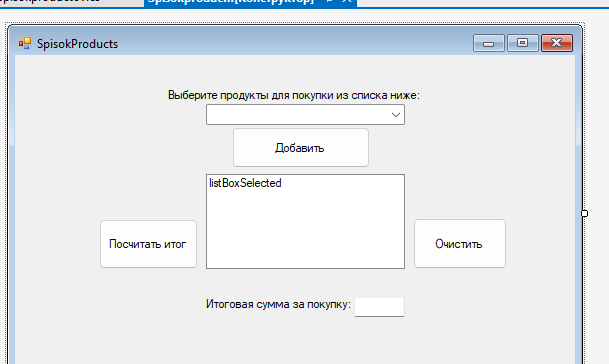 SpisokProducts
Выберите продукты для покупки из списка ниже:
Добавить
listBoxSelected
Посчитать итог
Очистить
Итоговая сумма за покупку: